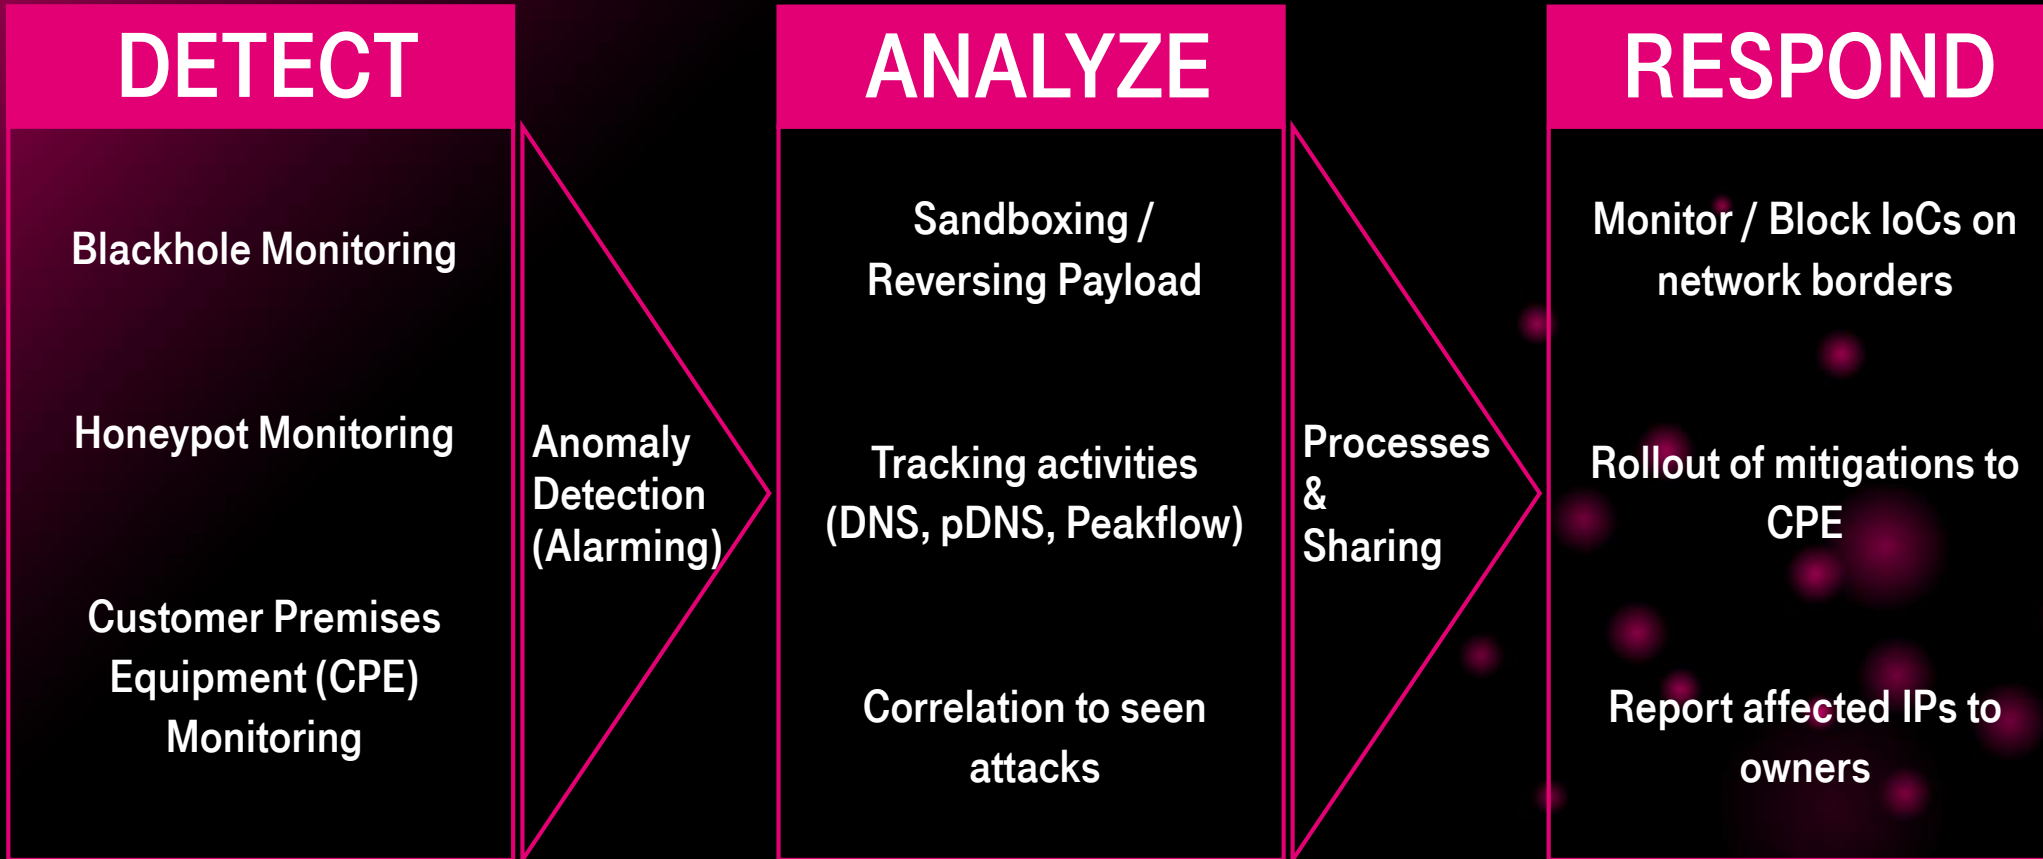 DETECT
Blackhole Monitoring
Honeypot Monitoring
Customer Premises
Equipment (CPE)
Monitoring
Anomaly
Detection
(Alarming)
ANALYZE
Sandboxing /
Reversing Payload
Tracking activities
(DNS, pDNS, Peakflow)
Correlation to seen
attacks
Processes
&
Sharing
RESPOND
Monitor / Block IoCs on
network borders
Rollout of mitigations to
CPE
Report affected IPs to
owners